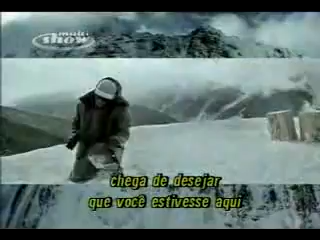 multi
show
chega de desejar
que você estivesse aqui